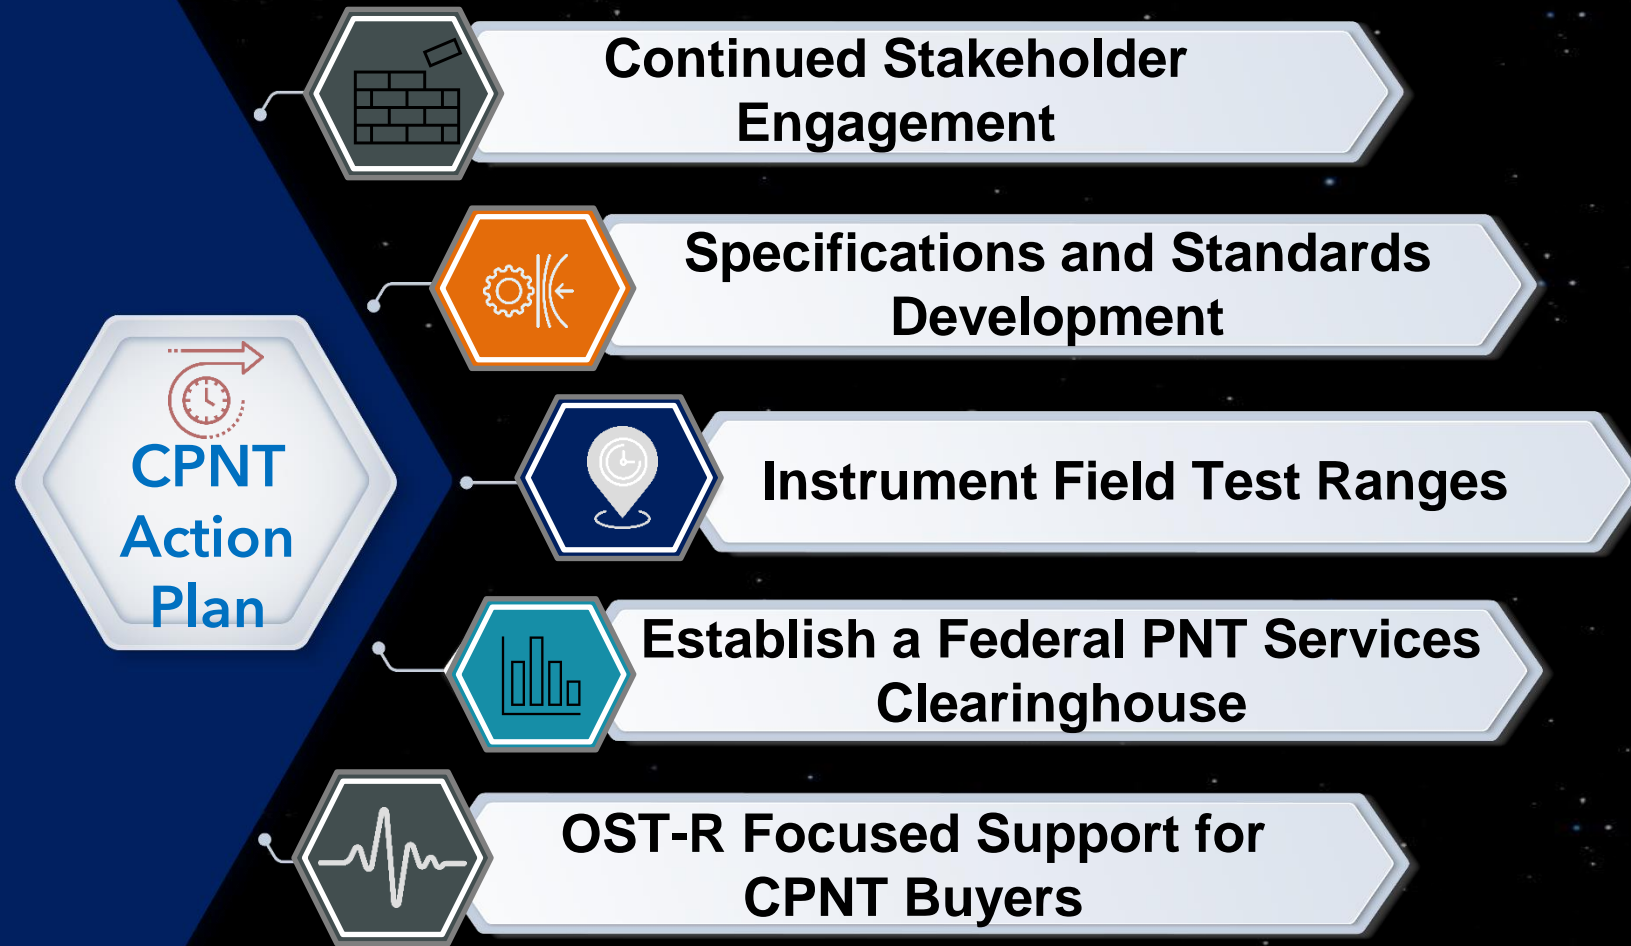 CPNT
Action
Plan
Continued Stakeholder
Engagement
Specifications and Standards
Development
Instrument Field Test Ranges
Establish a Federal PNT Services
Clearinghouse
OST-R Focused Support for
CPNT Buyers